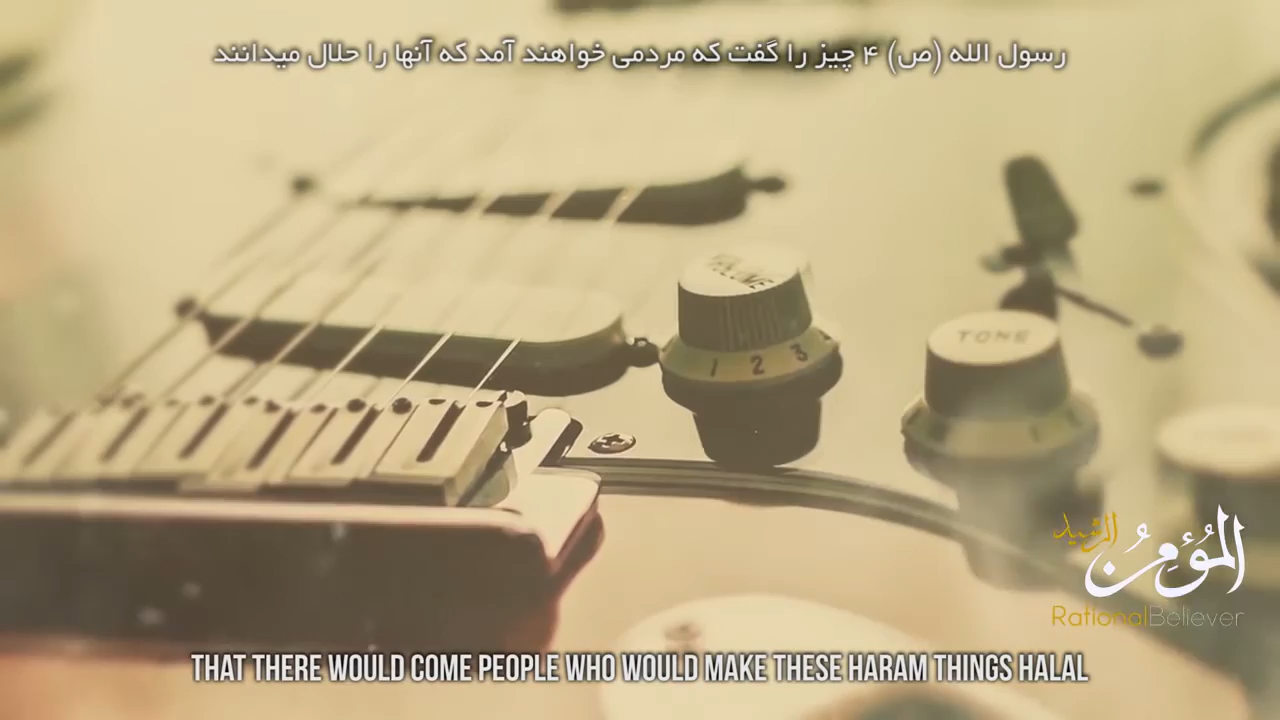 رسول الله (ص) ۴ چیز را گفت که مردمی خواهند آمد که آنها را حلال میدانند
VOLUME
1 2 3
TONE
1
المؤمن الرشيد
RationalBeliever
THAT THERE WOULD COME PEOPLE WHO WOULD MAKE THESE HARAM THINGS HALAL